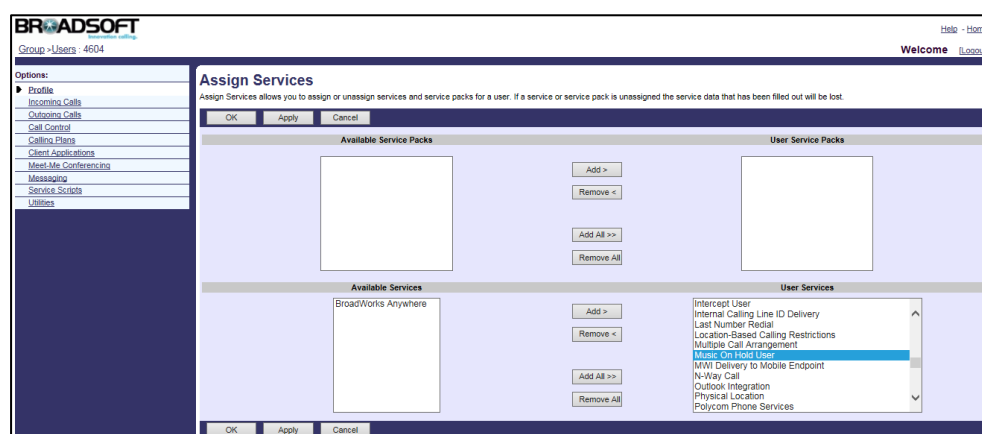 BROADSOFT
Innovative calling.
Help - Hom
Group >Users : 4604
Welcome [Logou
Options:
Profile
Incoming Calls
Outgoing Calls
Call Control
Calling Plans
Client Applications
Meet-Me Conferencing
Messaging
Service Scripts
Utilities
Assign Services
Assign Services allows you to assign or unassign services and service packs for a user. If a service or service pack is unassigned the service data that has been filled out will be lost.
OK Apply Cancel
Available Service Packs User Service Packs
Add >
Remove <
Add All >>
Remove All
Available Services User Services
BroadWorks Anywhere
Add >
Remove <
Add All >>
Remove All
Intercept User
Internal Calling Line ID Delivery
Last Number Redial
Location-Based Calling Restrictions
Multiple Call Arrangement
Music On Hold User
MWI Delivery to Mobile Endpoint
N-Way Call
Outlook Integration
Physical Location
Polycom Phone Services
OK Apply Cancel